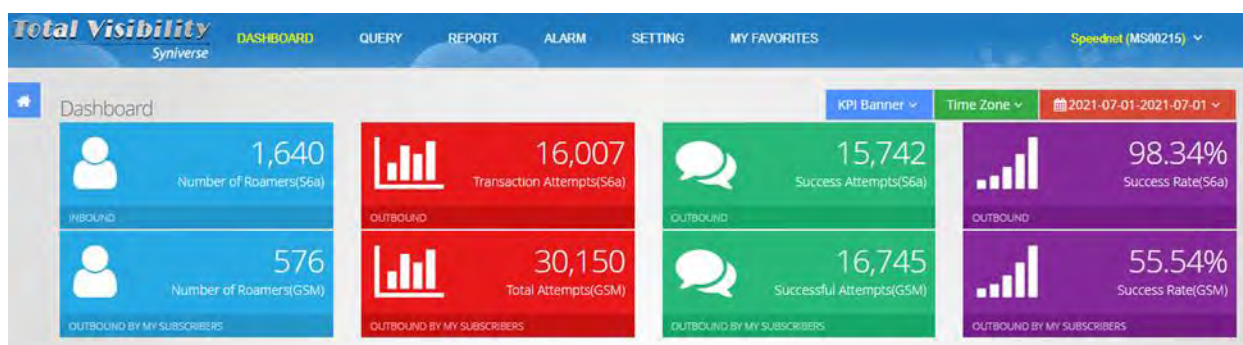 Total Visibility
Syniverse
DASHBOARD QUERY REPORT ALARM SETTING MY FAVORITES Speednet (MS00215)
Dashboard
KPI Banner Time Zone 2021-07-01-2021-07-01
1,640
Number of Roamers(S6a)
INBOUND
16,007
Transaction Attempts(S6a)
OUTBOUND
15,742
Success Attempts(S6a)
OUTBOUND
98.34%
Success Rate(S6a)
OUTBOUND
576
Number of Roamers(GSM)
OUTBOUND BY MY SUBSCRIBERS
30,150
Total Attempts(GSM)
OUTBOUND BY MY SUBSCRIBERS
16,745
Successful Attempts(GSM)
OUTBOUND BY MY SUBSCRIBERS
55.54%
Success Rate(GSM)
OUTBOUND BY MY SUBSCRIBERS